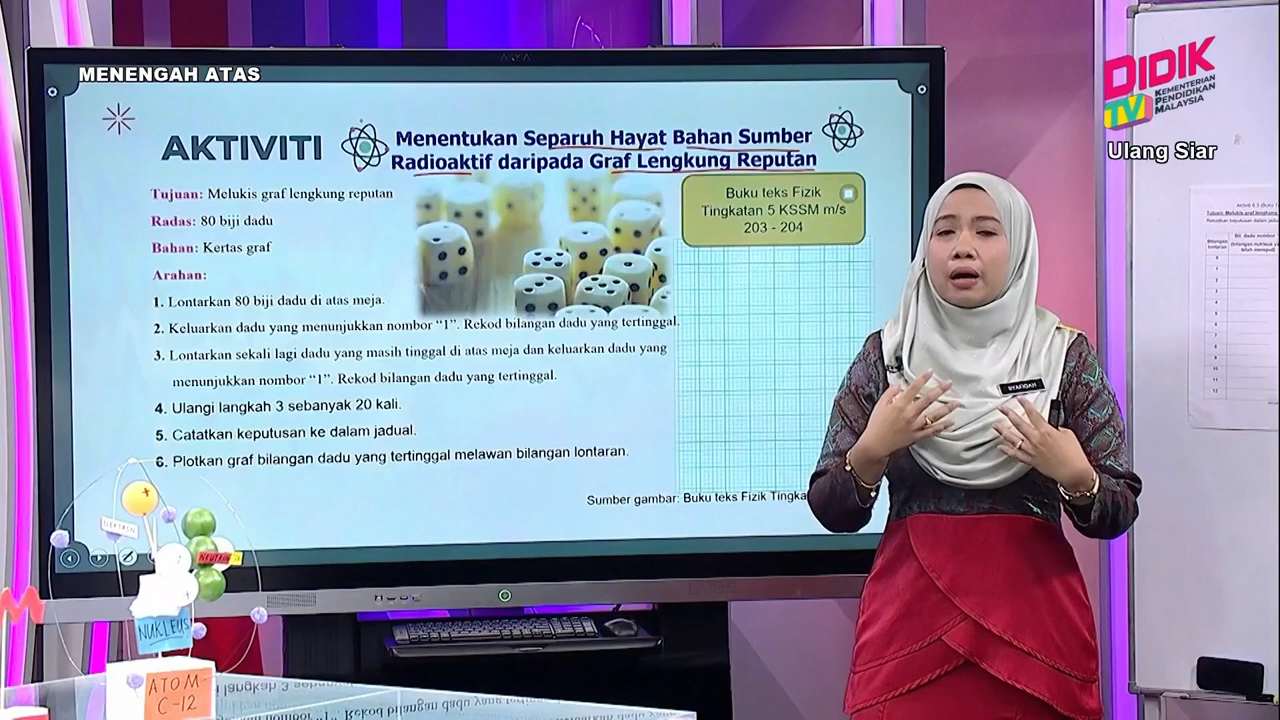 MENENGAH ATAS
AKTIVITI
Menentukan Separuh Hayat Bahan Sumber
Radioaktif daripada Graf Lengkung Reputan
Tujuan: Melukis graf lengkung reputan
Radas: 80 biji dadu
Bahan: Kertas graf
Arahan:
1. Lontarkan 80 biji dadu di atas meja.
2. Keluarkan dadu yang menunjukkan nombor “1”. Rekod bilangan dadu yang tertinggal.
3. Lontarkan sekali lagi dadu yang masih tinggal di atas meja dan keluarkan dadu yang
menunjukkan nombor “1”. Rekod bilangan dadu yang tertinggal.
4. Ulangi langkah 3 sebanyak 20 kali.
5. Catatkan keputusan ke dalam jadual.
6. Plotkan graf bilangan dadu yang tertinggal melawan bilangan lontaran.
Buku teks Fizik
Tingkatan 5 KSSM m/s
203 - 204
Sumber gambar: Buku teks Fizik Tingka
DIDIK
TV
KEMENTERIAN
PENDIDIKAN
MALAYSIA
Ulang Siar
SYAFIQAH
NEUTRON
NUKLEUS
ATOM
C-12